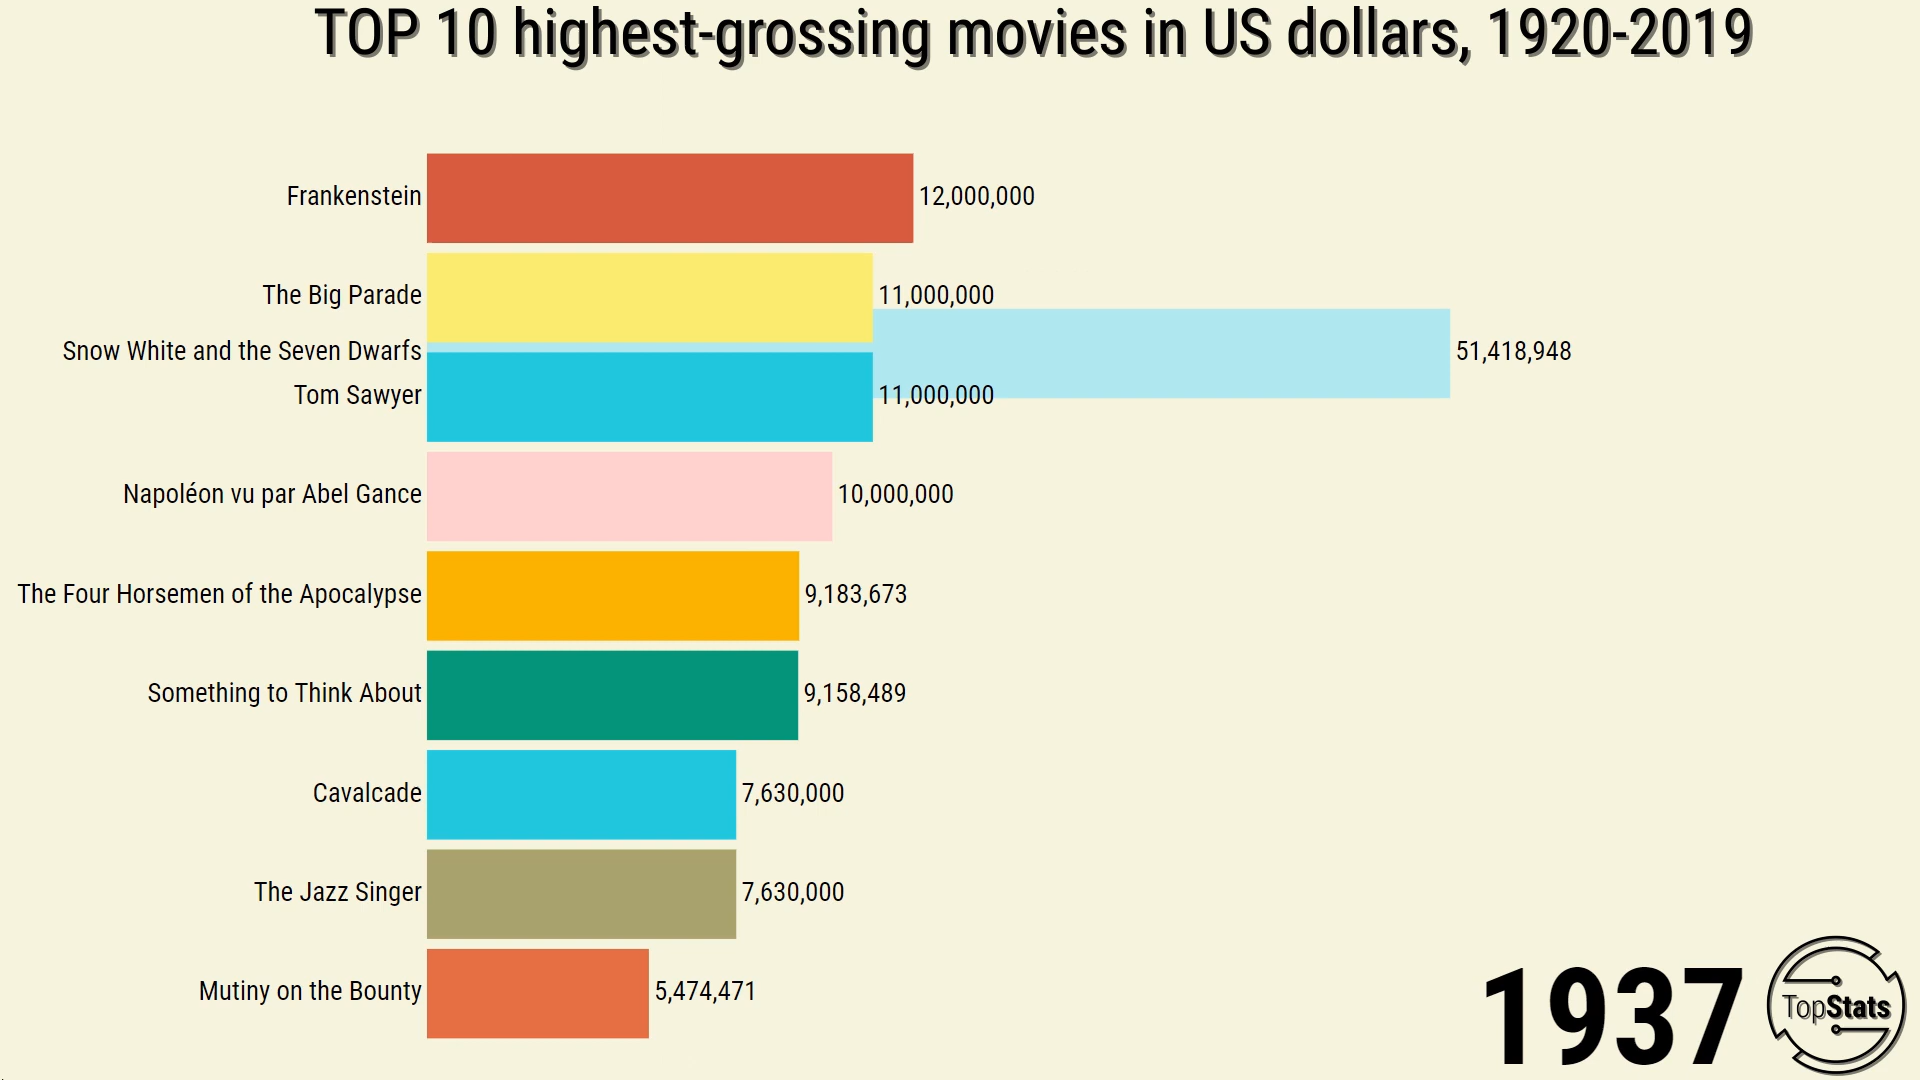 TOP 10 highest-grossing movies in US dollars, 1920-2019
Frankenstein 12,000,000
The Big Parade 11,000,000
Snow White and the Seven Dwarfs 51,418,948
Tom Sawyer 11,000,000
Napoléon vu par Abel Gance 10,000,000
The Four Horsemen of the Apocalypse 9,183,673
Something to Think About 9,158,489
Cavalcade 7,630,000
The Jazz Singer 7,630,000
Mutiny on the Bounty 5,474,471
1937
TopStats